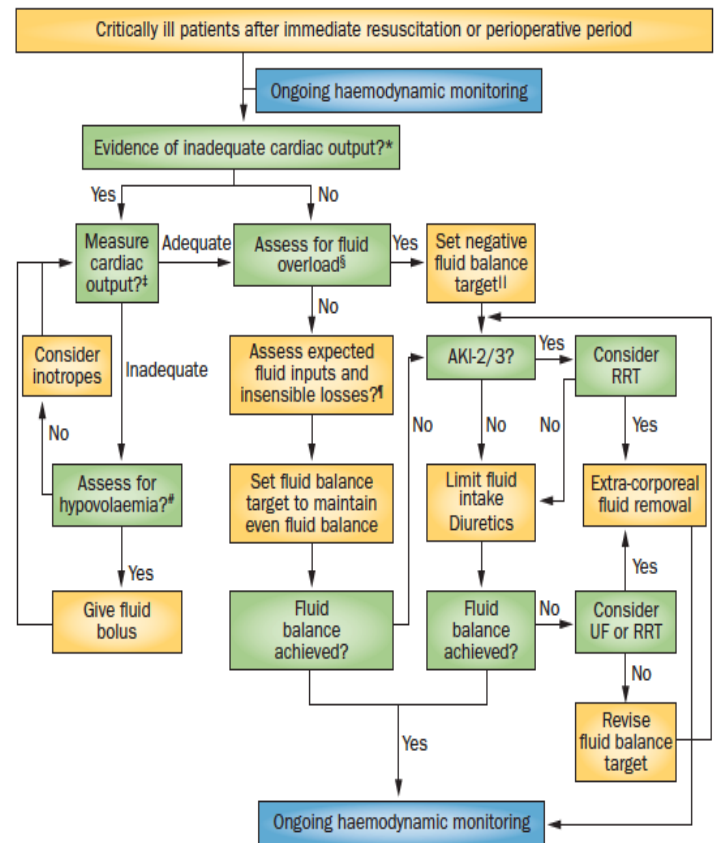 Critically ill patients after immediate resuscitation or perioperative period
Ongoing haemodynamic monitoring
Evidence of inadequate cardiac output?*
Yes
No
Measure
cardiac
output?‡
Adequate
Assess for fluid
overload§
Yes
Set negative
fluid balance
target||
No
Consider
inotropes
Inadequate
Assess expected
fluid inputs and
insensible losses?¶
AKI-2/3?
Yes
Consider
RRT
No
No
No
No
Yes
Assess for
hypovolaemia?#
Set fluid balance
target to maintain
even fluid balance
Limit fluid
intake
Diuretics
Extra-corporeal
fluid removal
Yes
Yes
Give fluid
bolus
Fluid
balance
achieved?
Fluid
balance
achieved?
No
Consider
UF or RRT
No
Revise
fluid balance
target
Yes
Ongoing haemodynamic monitoring